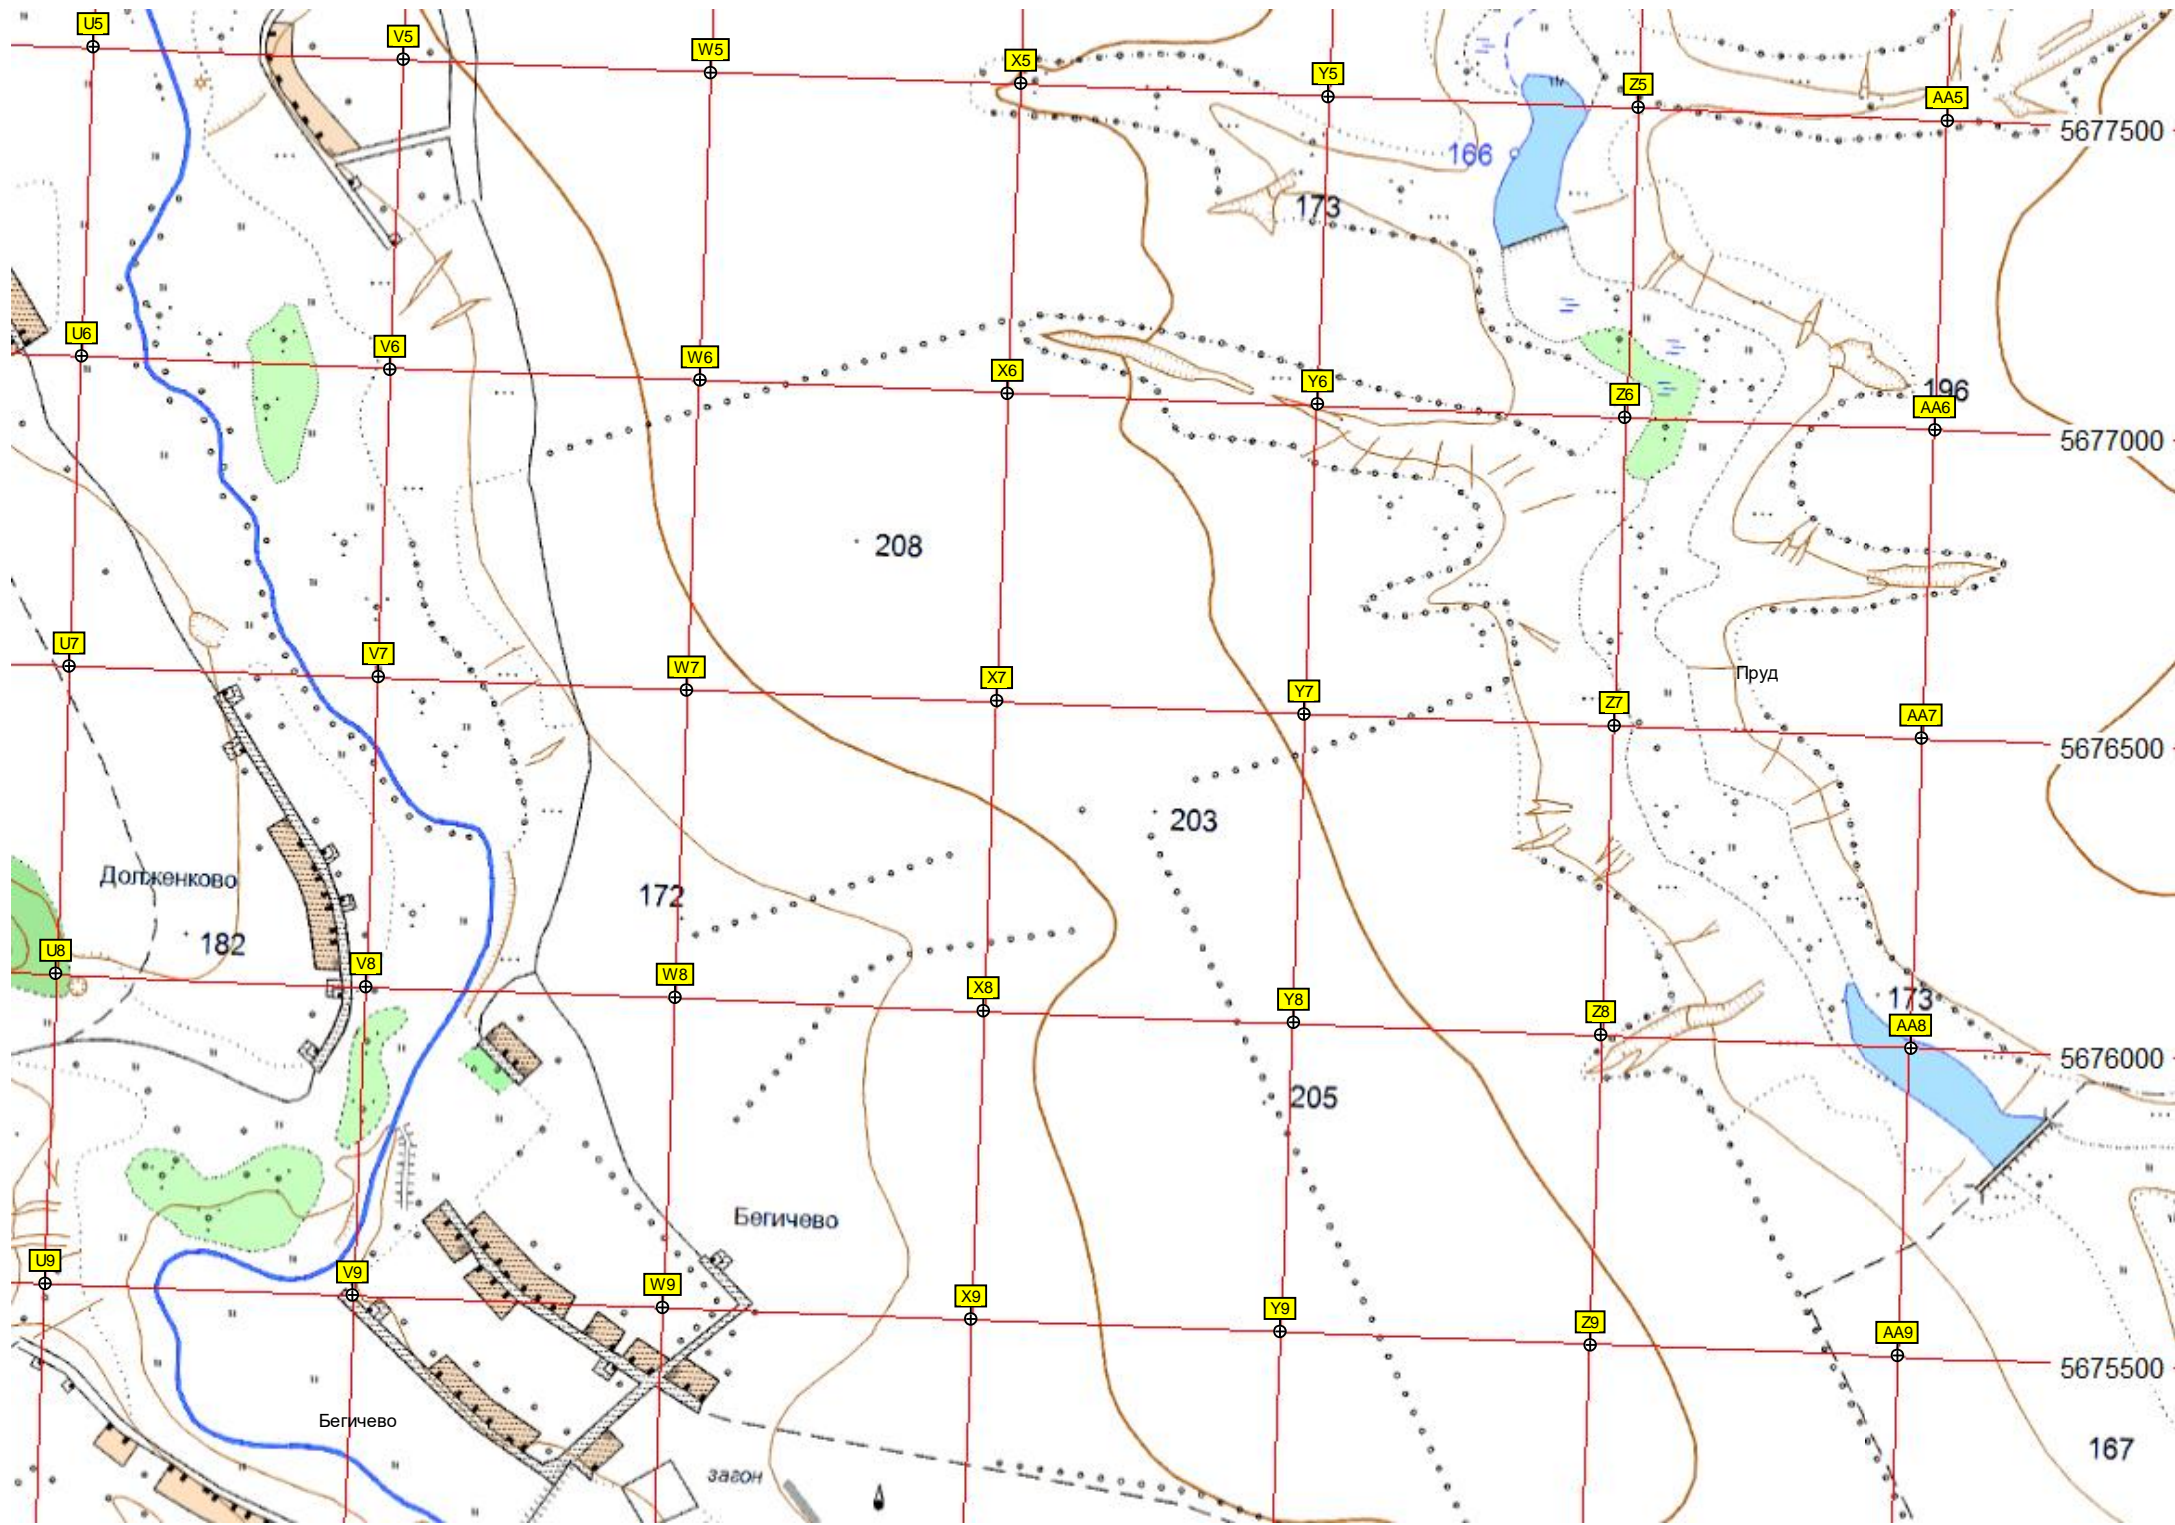 U5
V5
W5
X5
Y5
Z5
AA5
5677500
166
173
U6
V6
W6
X6
Y6
Z6
196
AA6
5677000
208
U7
V7
W7
X7
Y7
Z7
Пруд
AA7
5676500
203
Долженково
172
182
U8
V8
W8
X8
Y8
Z8
173
AA8
5676000
205
Бегичево
U9
V9
W9
X9
Y9
Z9
AA9
5675500
Бегичево
167
загон